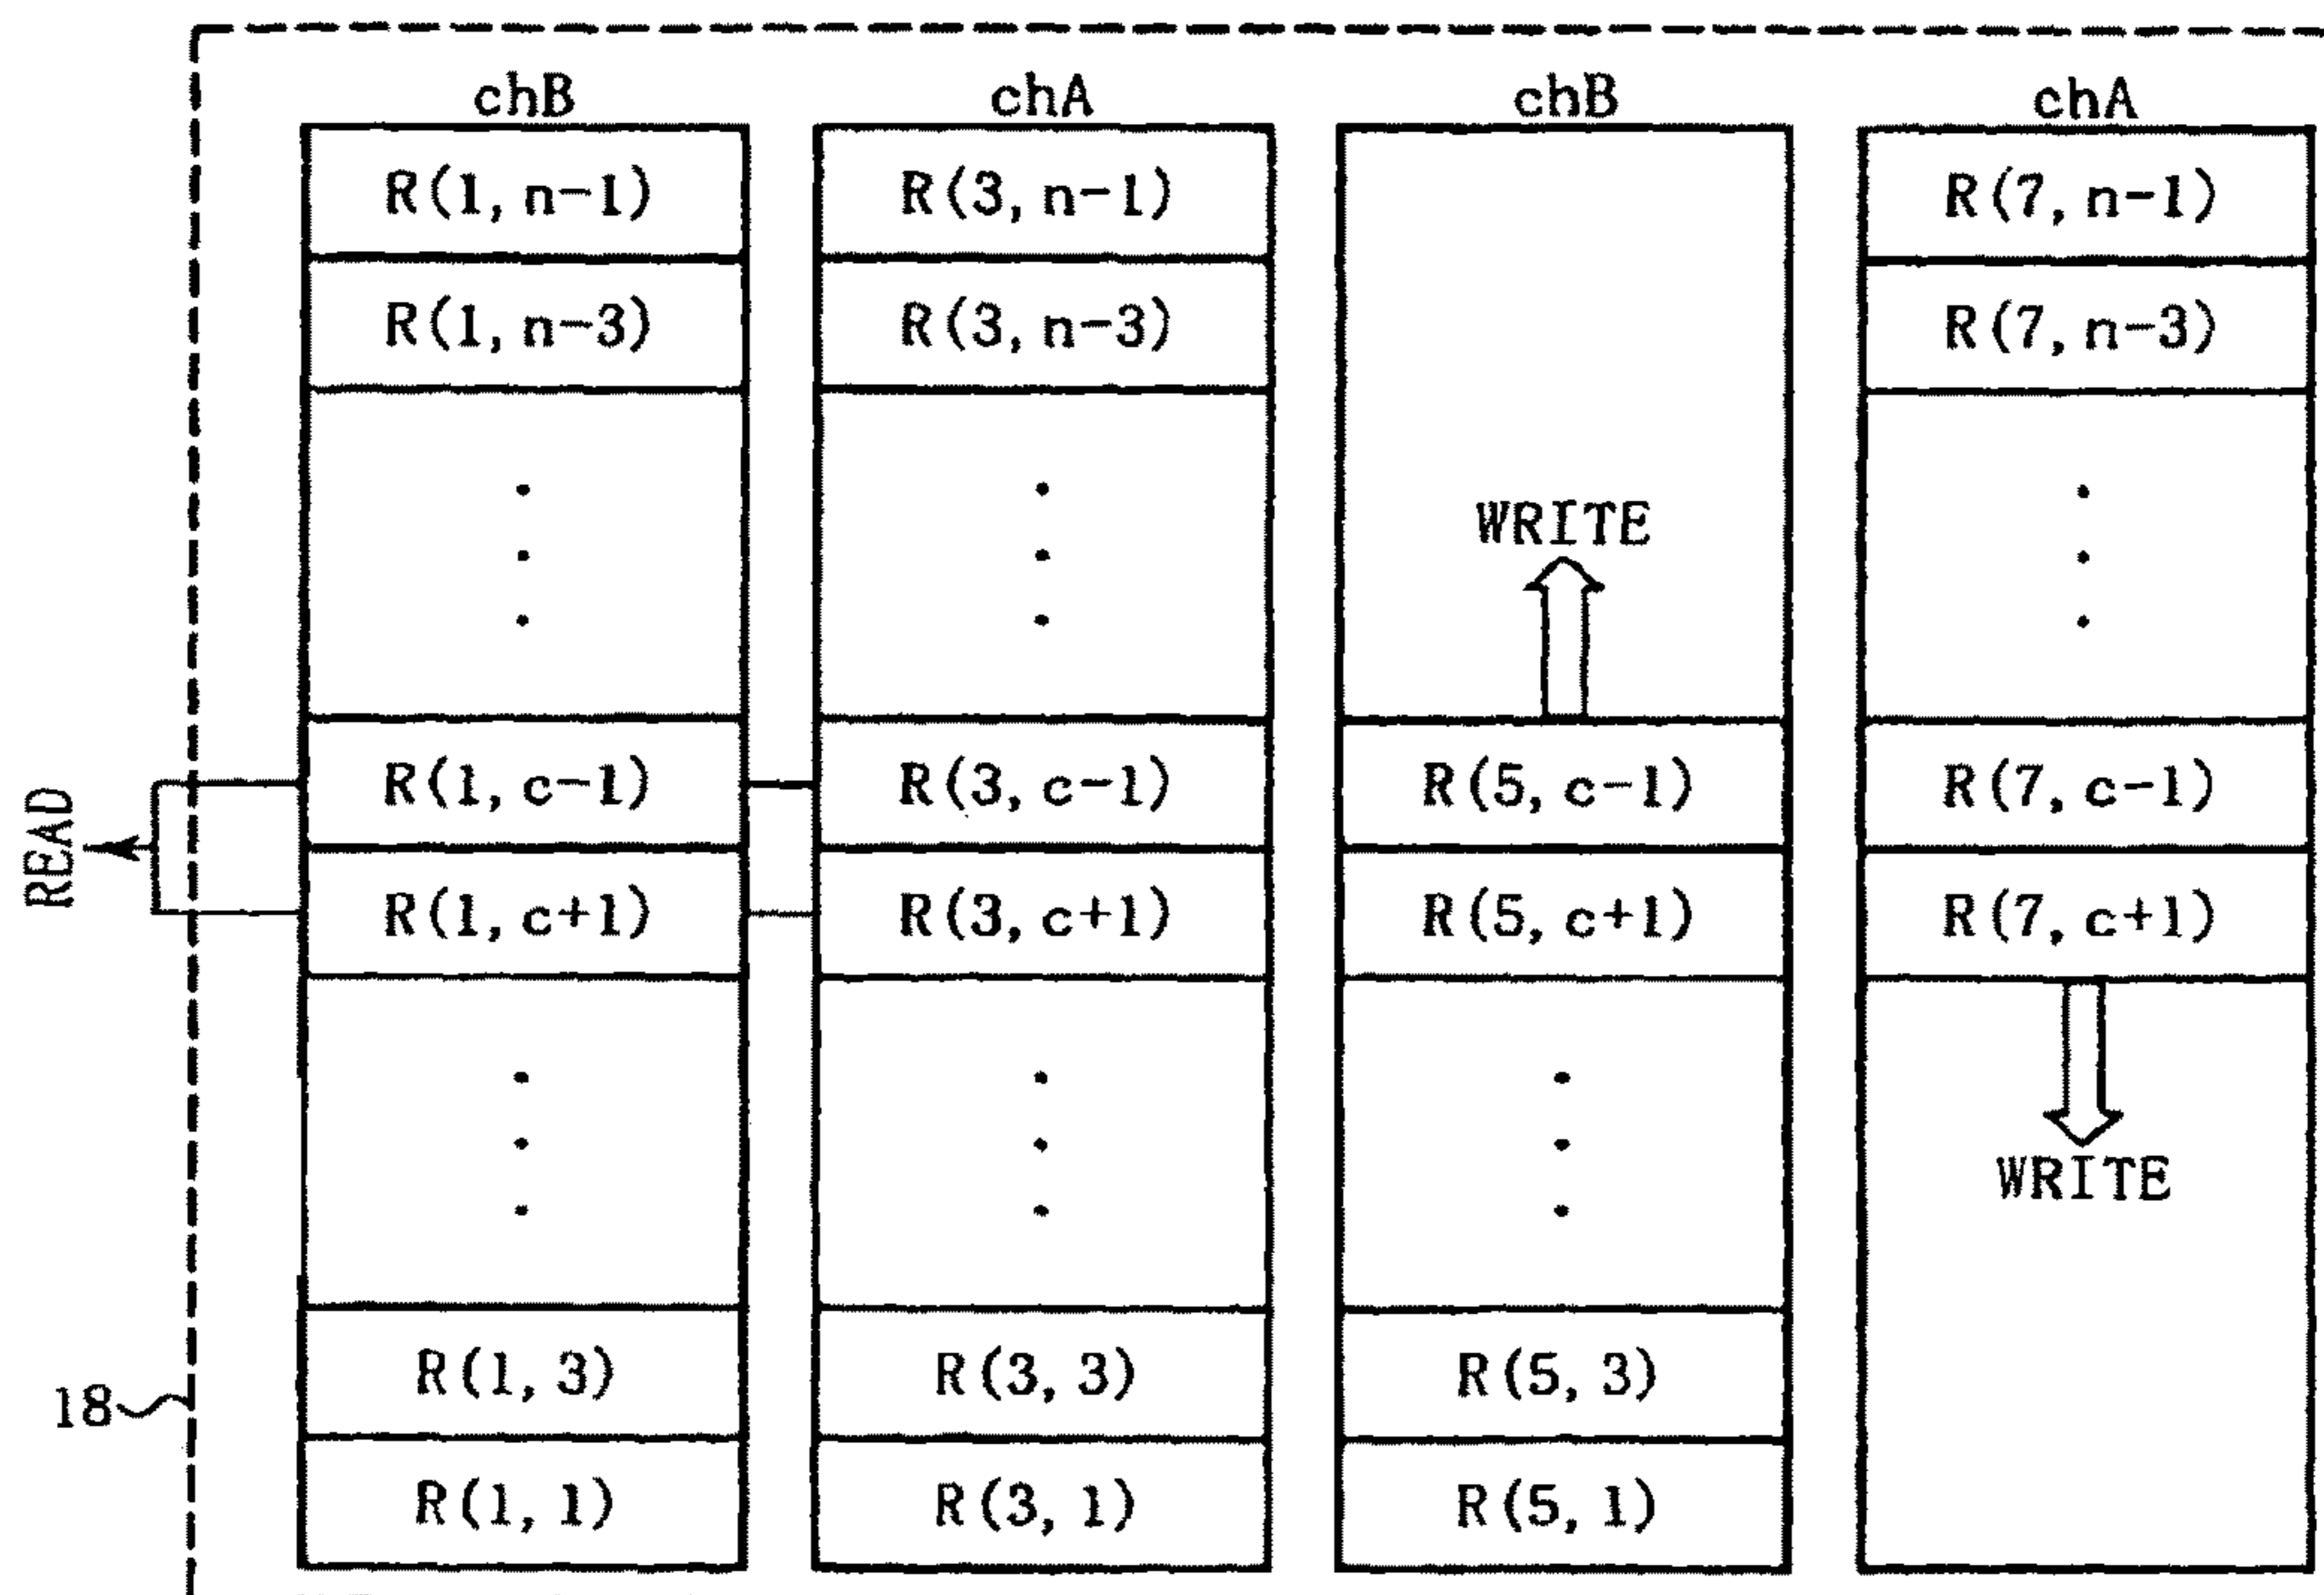 chB chA chB chA
R(1, n-1) R(3, n-1) R(7, n-1)
R(1, n-3) R(3, n-3) R(7, n-3)
WRITE
R(1, c-1) R(3, c-1) R(5, c-1) R(7, c-1)
READ
R(1, c+1) R(3, c+1) R(5, c+1) R(7, c+1)
WRITE
R(1, 3) R(3, 3) R(5, 3)
18
R(1, 1) R(3, 1) R(5, 1)